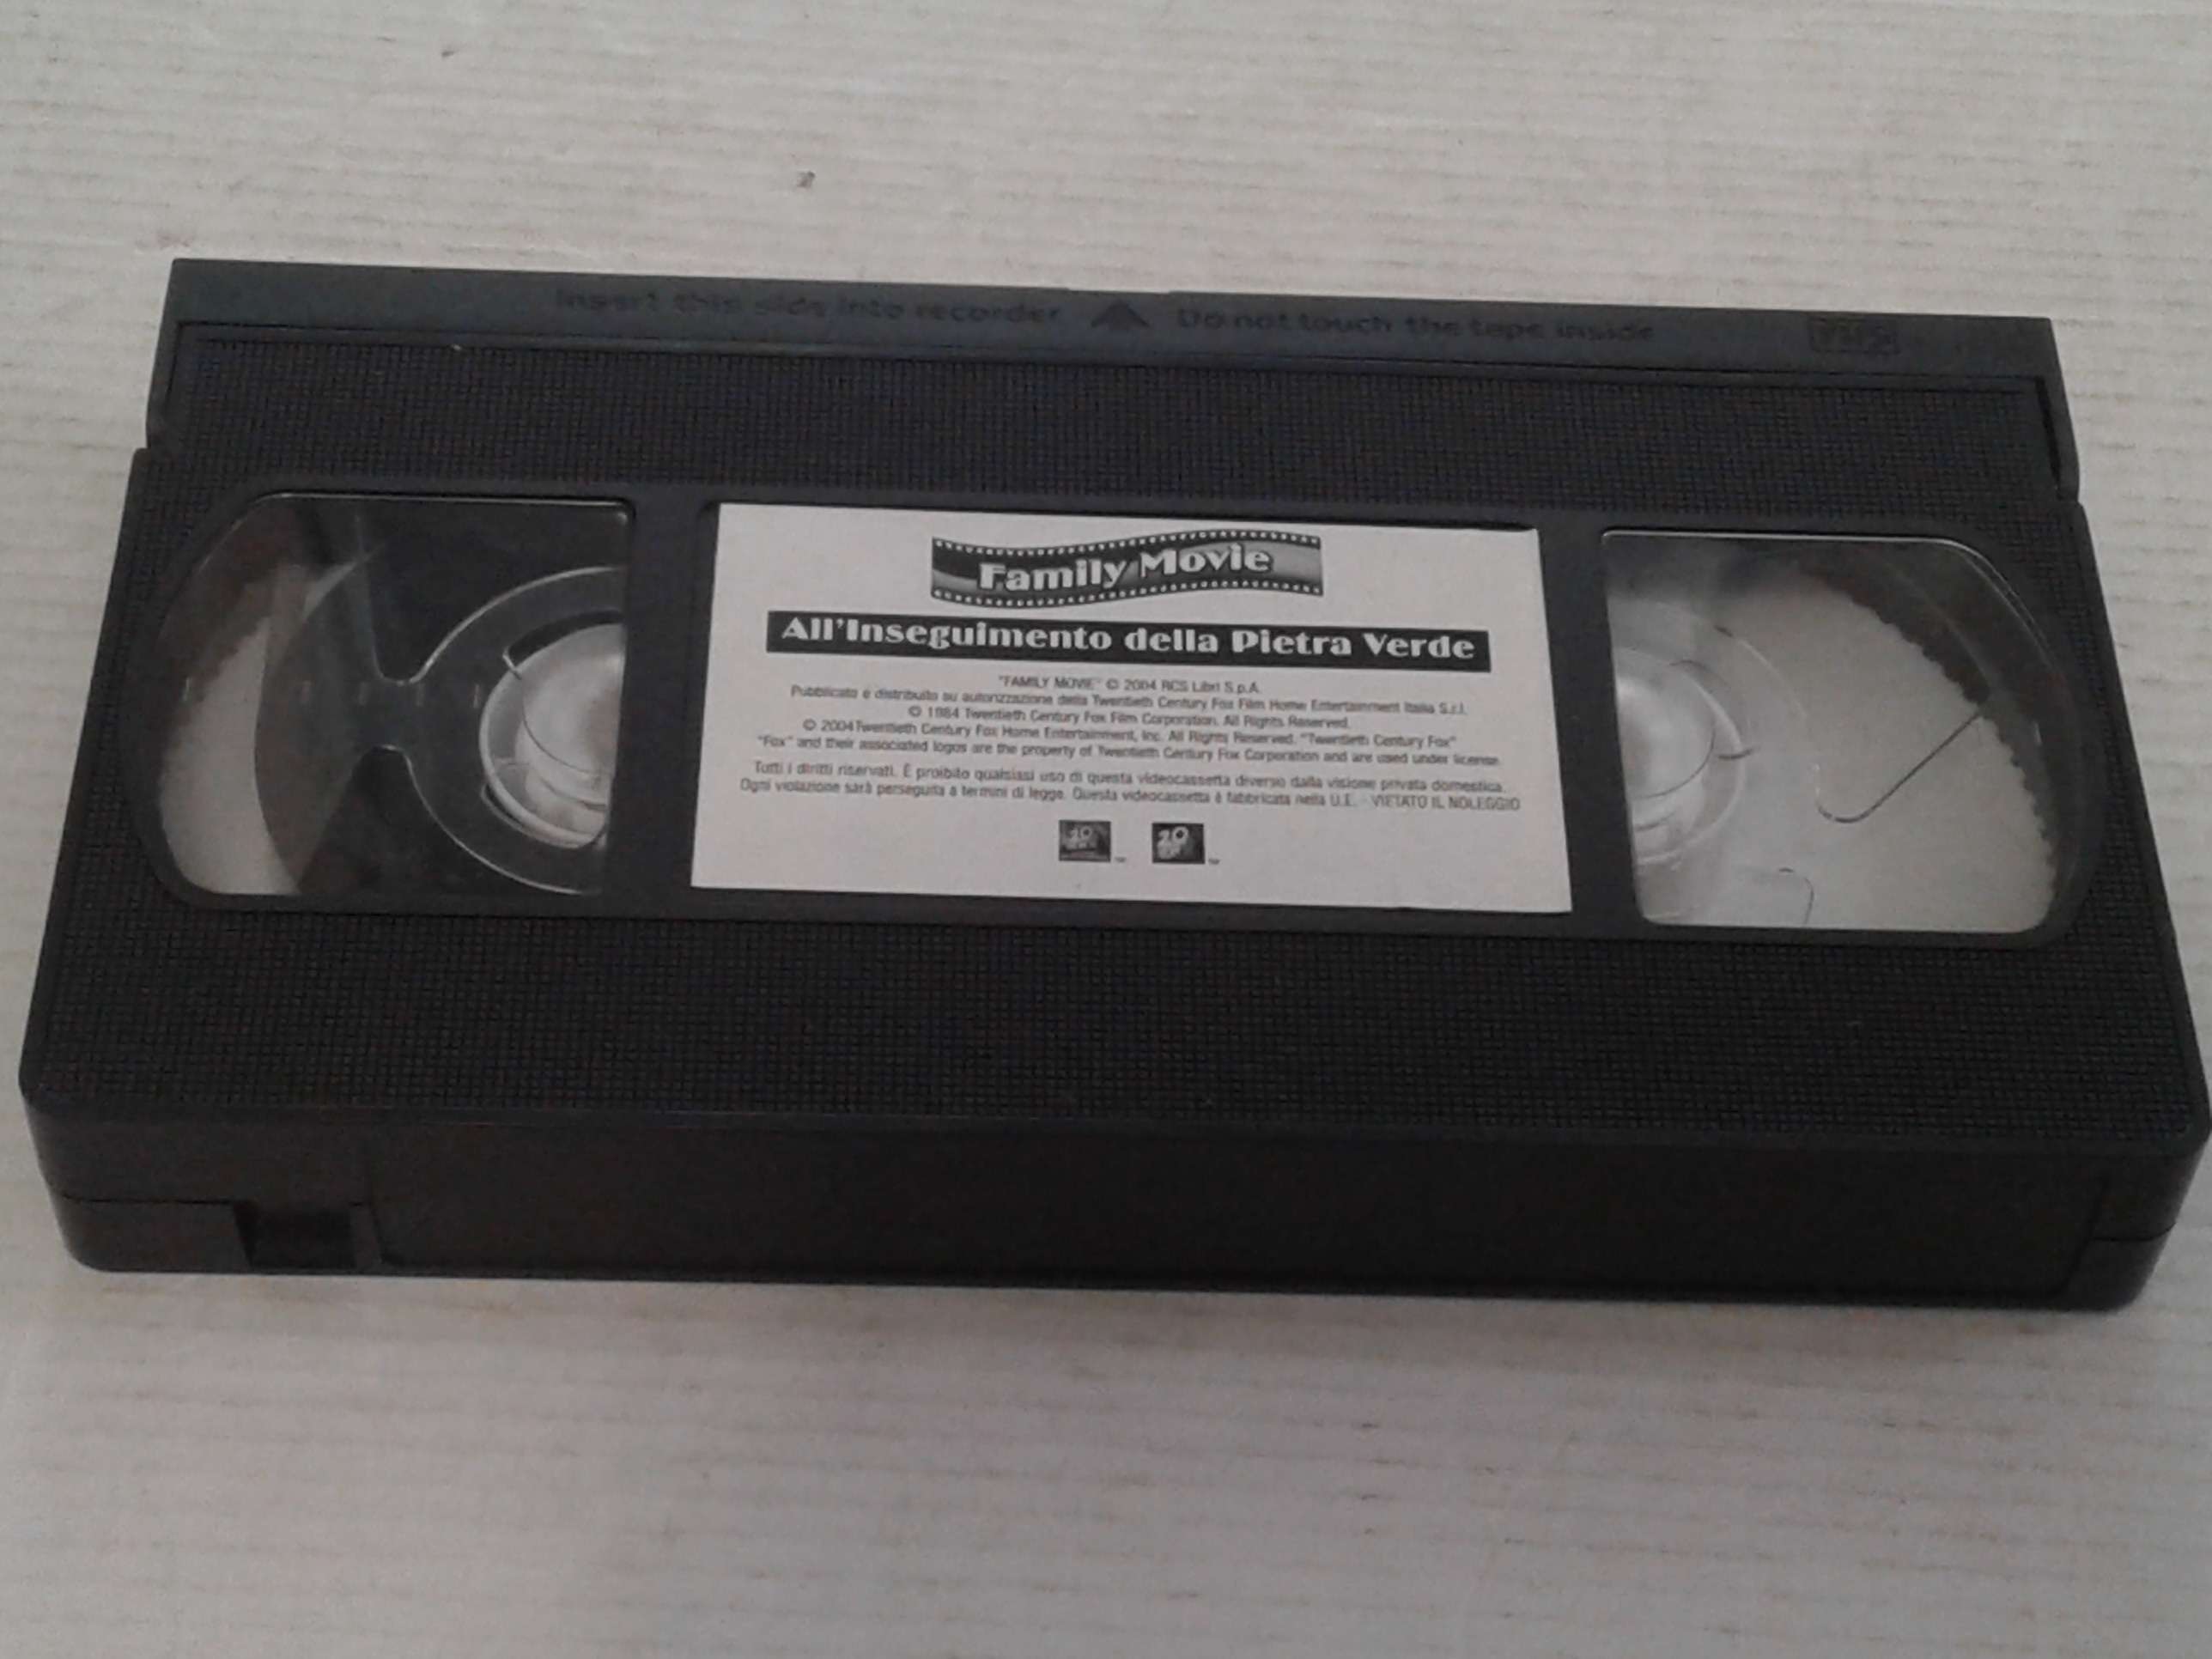 Insert this side into recorder Do not touch the tape inside VHS
Family Movie
All'Inseguimento della Pietra Verde
"FAMILY MOVIE" © 2004 RCS Libri S.p.A.
Pubblicato e distribuito su autorizzazione della Twentieth Century Fox Film Home Entertainment Italia S.r.l.
© 1984 Twentieth Century Fox Film Corporation. All Rights Reserved.
© 2004 Twentieth Century Fox Home Entertainment, Inc. All Rights Reserved. "Twentieth Century Fox"
"Fox" and their associated logos are the property of Twentieth Century Fox Corporation and are used under license.
Tutti i diritti riservati. È proibito qualsiasi uso di questa videocassetta diverso dalla visione privata domestica.
Ogni violazione sarà perseguita a termini di legge. Questa videocassetta è fabbricata nella U.E. - VIETATO IL NOLEGGIO
20 20